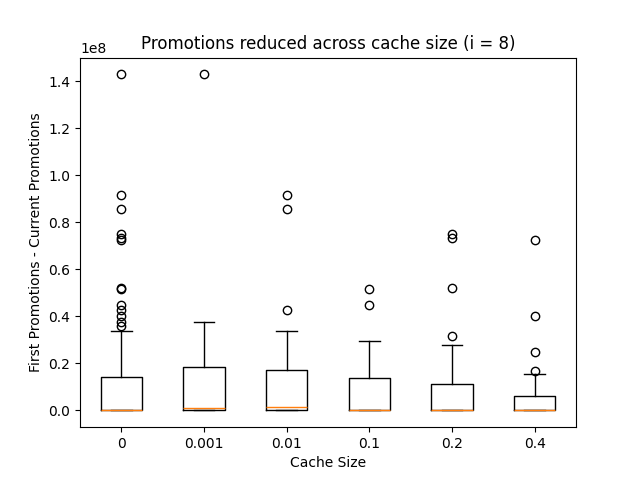 Promotions reduced across cache size (i = 8)
1e8
1.4
1.2
1.0
0.8
0.6
0.4
0.2
0.0
First Promotions - Current Promotions
0 0.001 0.01 0.1 0.2 0.4
Cache Size